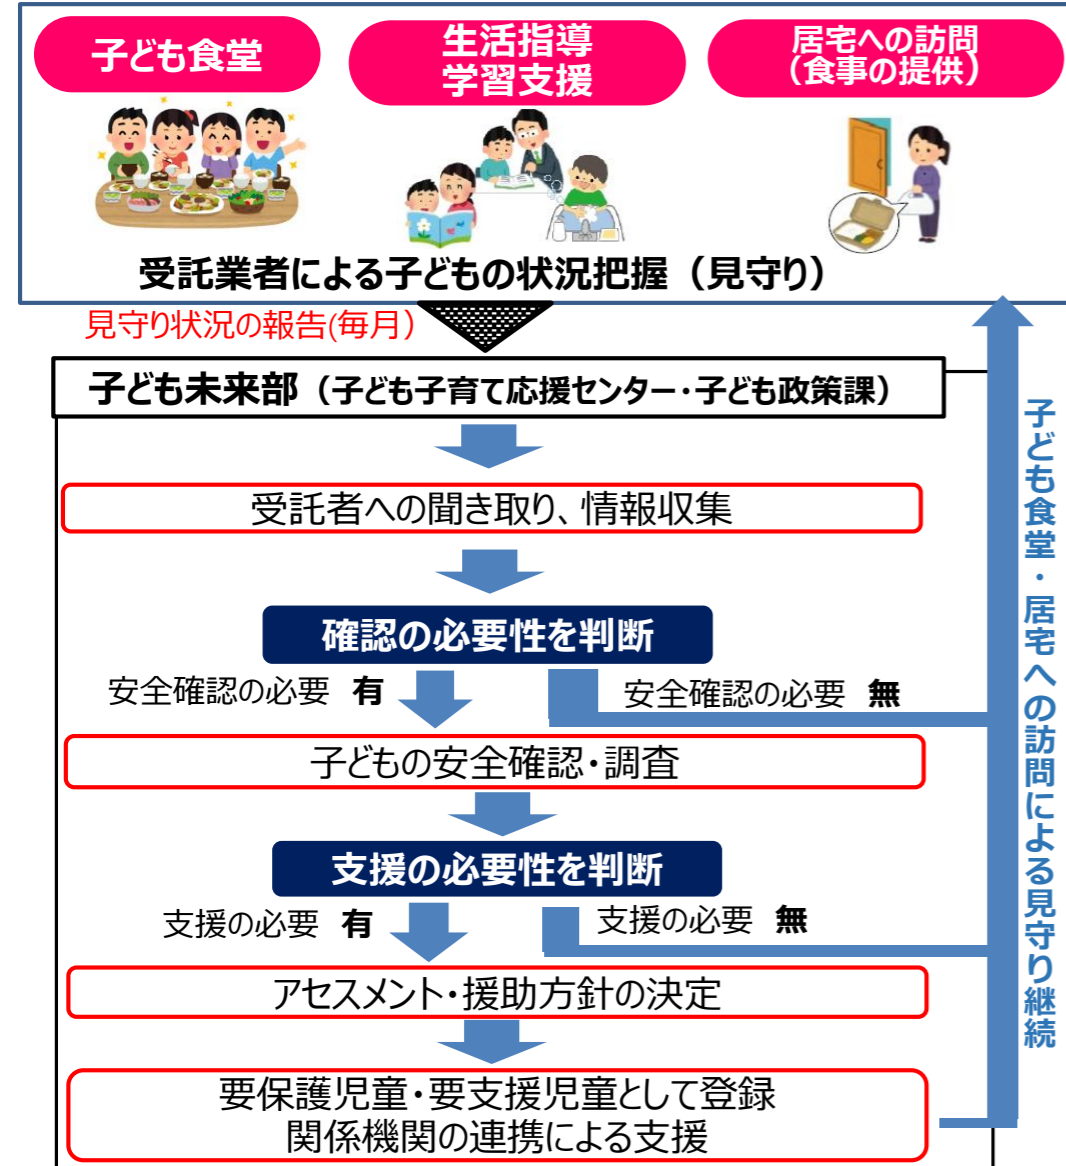 子ども食堂
生活指導
学習支援
居宅への訪問
（食事の提供）
受託業者による子どもの状況把握（見守り）
見守り状況の報告(毎月）
子ども未来部（子ども子育て応援センター・子ども政策課）
受託者への聞き取り、情報収集
確認の必要性を判断
安全確認の必要 有
安全確認の必要 無
子どもの安全確認・調査
支援の必要性を判断
支援の必要 有
支援の必要 無
アセスメント・援助方針の決定
要保護児童・要支援児童として登録
関係機関の連携による支援
子ども食堂・居宅への訪問による見守り継続